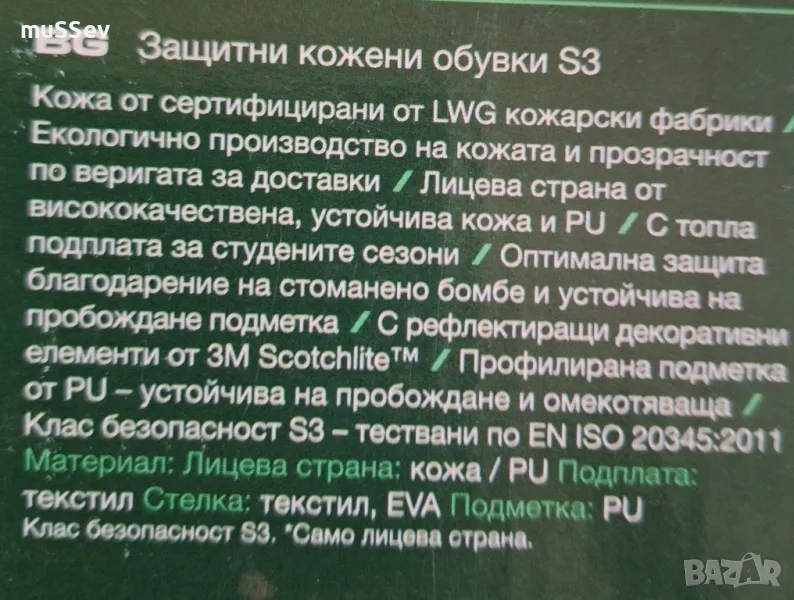 muSSev
BG Защитни кожени обувки S3
Кожа от сертифицирани от LWG кожарски фабрики /
Екологично производство на кожата и прозрачност
по веригата за доставки / Лицева страна от
висококачествена, устойчива кожа и PU / С топла
подплата за студените сезони / Оптимална защита
благодарение на стоманено бомбе и устойчива на
пробождане подметка / С рефлектиращи декоративни
елементи от 3M Scotchlite™ / Профилирана подметка
от PU – устойчива на пробождане и омекотяваща /
Клас безопасност S3 – тествани по EN ISO 20345:2011
Материал: Лицева страна: кожа / PU Подплата:
текстил Стелка: текстил, EVA Подметка: PU
Клас безопасност S3. *Само лицева страна.
BAZAR